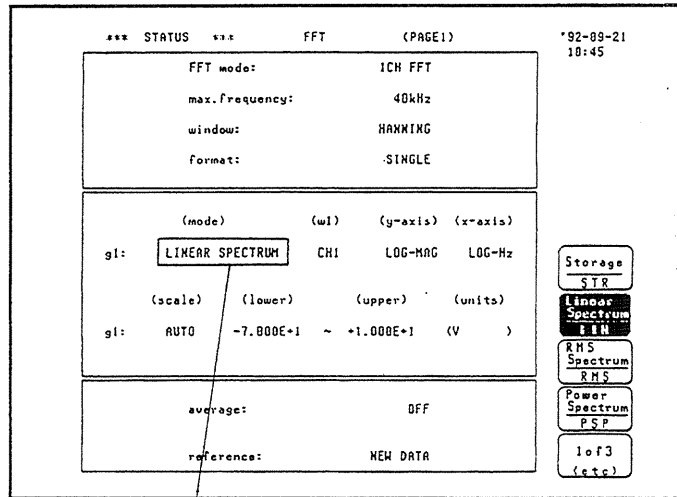 *** STATUS *** FFT (PAGE1) '92-09-21
10:45
FFT mode: 1CH FFT
max.frequency: 40kHz
window: HANNING
format: SINGLE
(mode) (w1) (y-axis) (x-axis)
g1: LINEAR SPECTRUM CH1 LOG-MAG LOG-Hz
(scale) (lower) (upper) (units)
g1: AUTO -7.800E+1 ~ +1.000E+1 (V )
average: OFF
reference: NEW DATA
Storage
STR
Linear
Spectrum
LIN
RMS
Spectrum
RMS
Power
Spectrum
PSP
1of3
(etc)